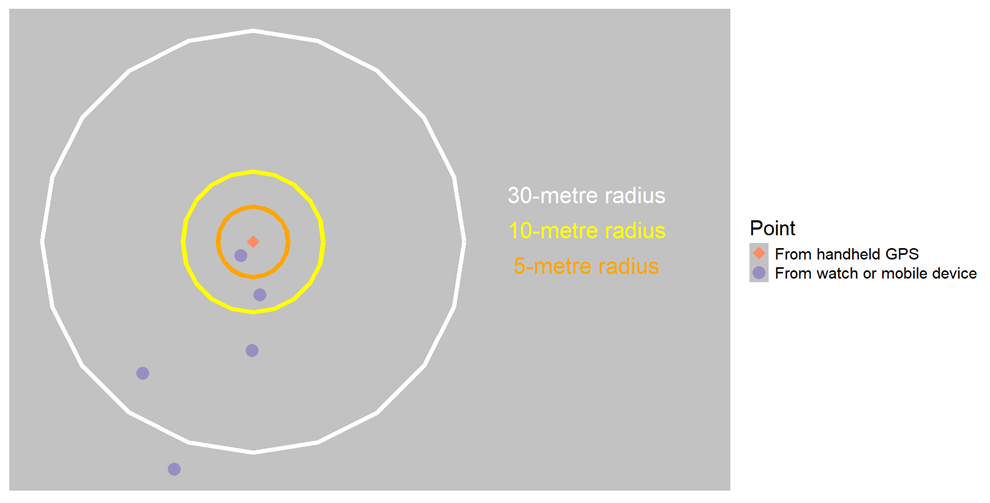 30-metre radius
10-metre radius
5-metre radius
Point
From handheld GPS
From watch or mobile device